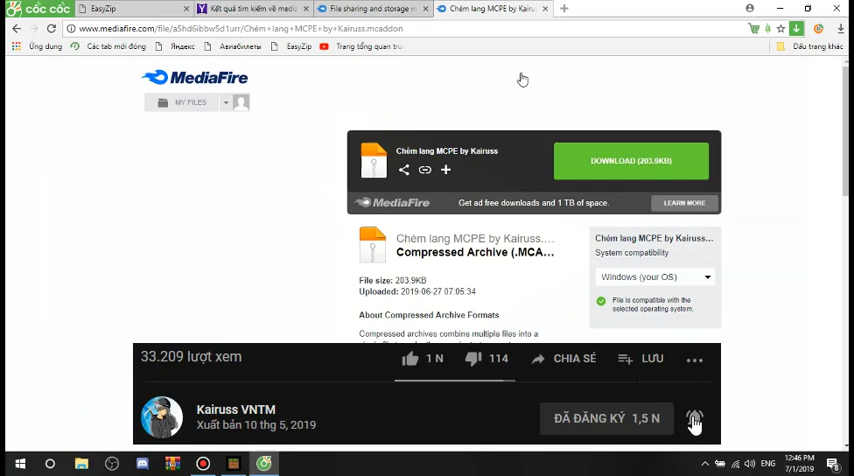 CỐC CỐC
EasyZip
Kết quả tìm kiếm về media
File sharing and storage m
Chém lang MCPE by Kairu
www.mediafire.com/file/a5hd6ibbw5d1urr/Chém+lang+MCPE+by+Kairuss.mcaddon
Ứng dụng
Các tab mới đóng
Яндекс
Авиабилеты
EasyZip
Trang tổng quan tru
Dấu trang khác
MediaFire
MY FILES
Chém lang MCPE by Kairuss
DOWNLOAD (203.9KB)
MediaFire
Get ad free downloads and 1 TB of space.
LEARN MORE
Chém lang MCPE by Kairuss....
Compressed Archive (.MCA...
File size: 203.9KB
Uploaded: 2019-06-27 07:05:34
About Compressed Archive Formats
Compressed archives combine multiple files into a
Chém lang MCPE by Kairuss...
System compatibility
Windows (your OS)
File is compatible with the
selected operating system.
33.209 lượt xem
1 N
114
CHIA SẺ
LƯU
Kairuss VNTM
Xuất bản 10 thg 5, 2019
ĐÃ ĐĂNG KÝ 1,5 N
ENG
12:46 PM
7/1/2019